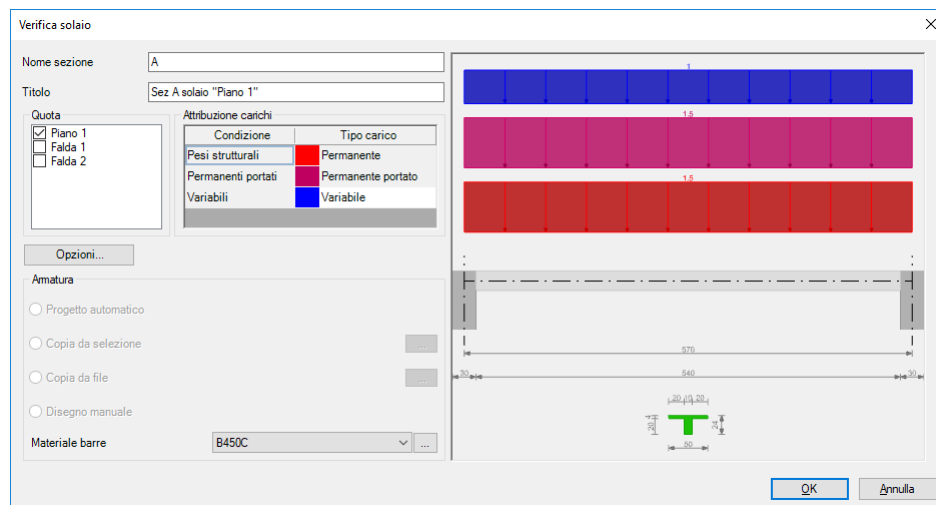 Verifica solaio
Nome sezione
A
Titolo
Sez A solaio "Piano 1"
Quota
Piano 1
Falda 1
Falda 2
Attribuzione carichi
Condizione Tipo carico
Pesi strutturali Permanente
Permanenti portati Permanente portato
Variabili Variabile
Opzioni...
Armatura
Progetto automatico
Copia da selezione ...
Copia da file ...
Disegno manuale
Materiale barre B450C ...
1
1.5
1.5
570
30 540 30
20 10 20
20 4 24
50
OK Annulla